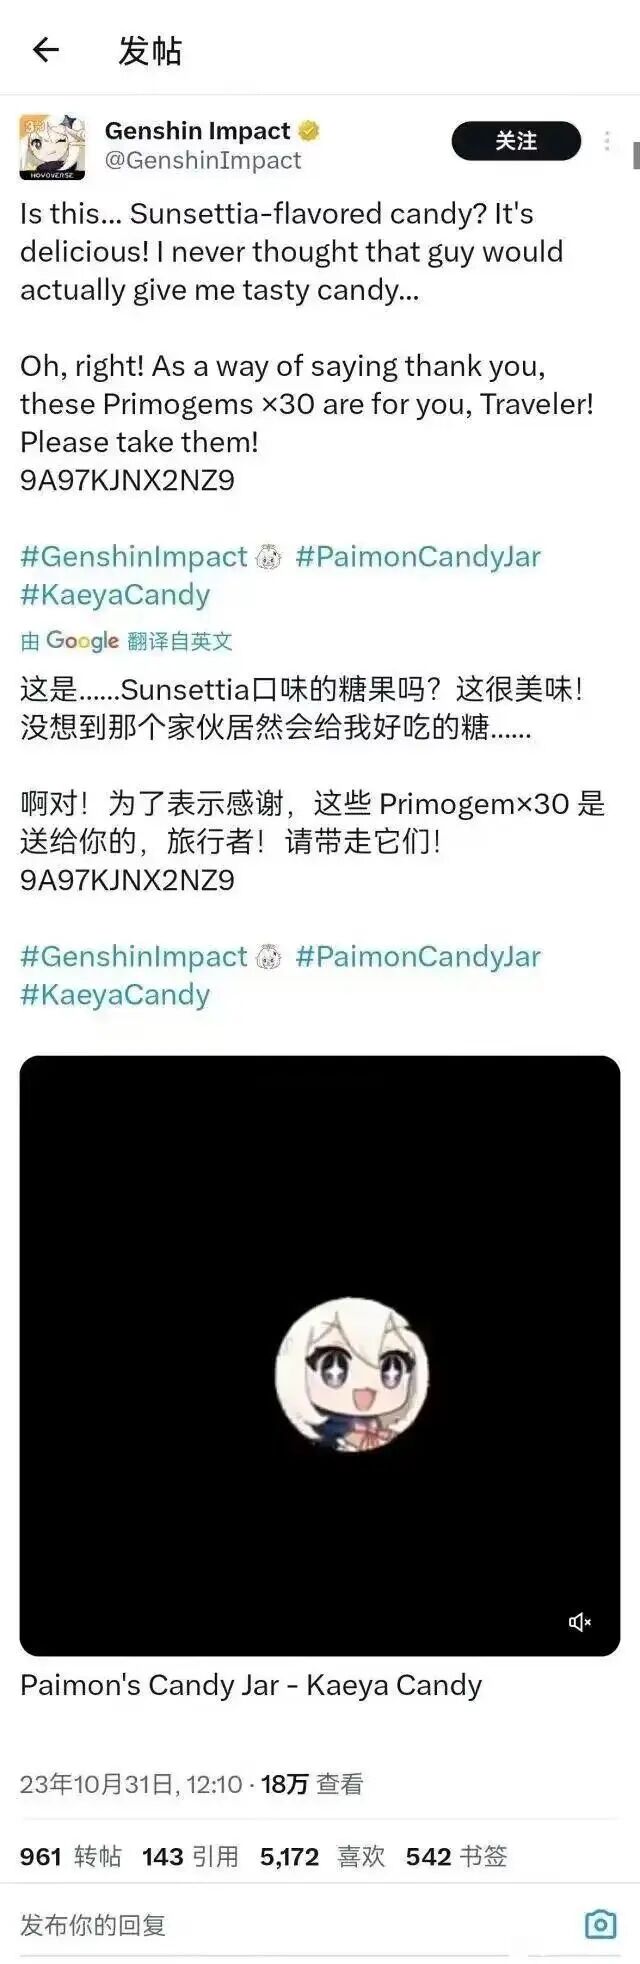 发帖
Genshin Impact
关注
@GenshinImpact
HOYOVERSE
Is this... Sunsettia-flavored candy? It's
delicious! I never thought that guy would
actually give me tasty candy...
Oh, right! As a way of saying thank you,
these Primogems ×30 are for you, Traveler!
Please take them!
9A97KJNX2NZ9
#GenshinImpact #PaimonCandyJar
#KaeyaCandy
由 Google 翻译自英文
这是......Sunsettia口味的糖果吗？这很美味！
没想到那个家伙居然会给我好吃的糖......
啊对！为了表示感谢，这些 Primogem×30 是
送给你的，旅行者！请带走它们！
9A97KJNX2NZ9
#GenshinImpact #PaimonCandyJar
#KaeyaCandy
Paimon's Candy Jar - Kaeya Candy
23年10月31日, 12:10 · 18万 查看
961 转帖 143 引用 5,172 喜欢 542 书签
发布你的回复